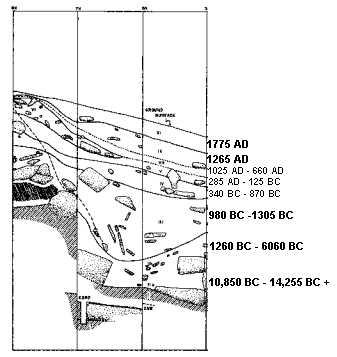 GROUND
SURFACE
1775 AD
1265 AD
1025 AD - 660 AD
285 AD - 125 BC
340 BC - 870 BC
980 BC -1305 BC
1260 BC - 6060 BC
10,850 BC - 14,255 BC +